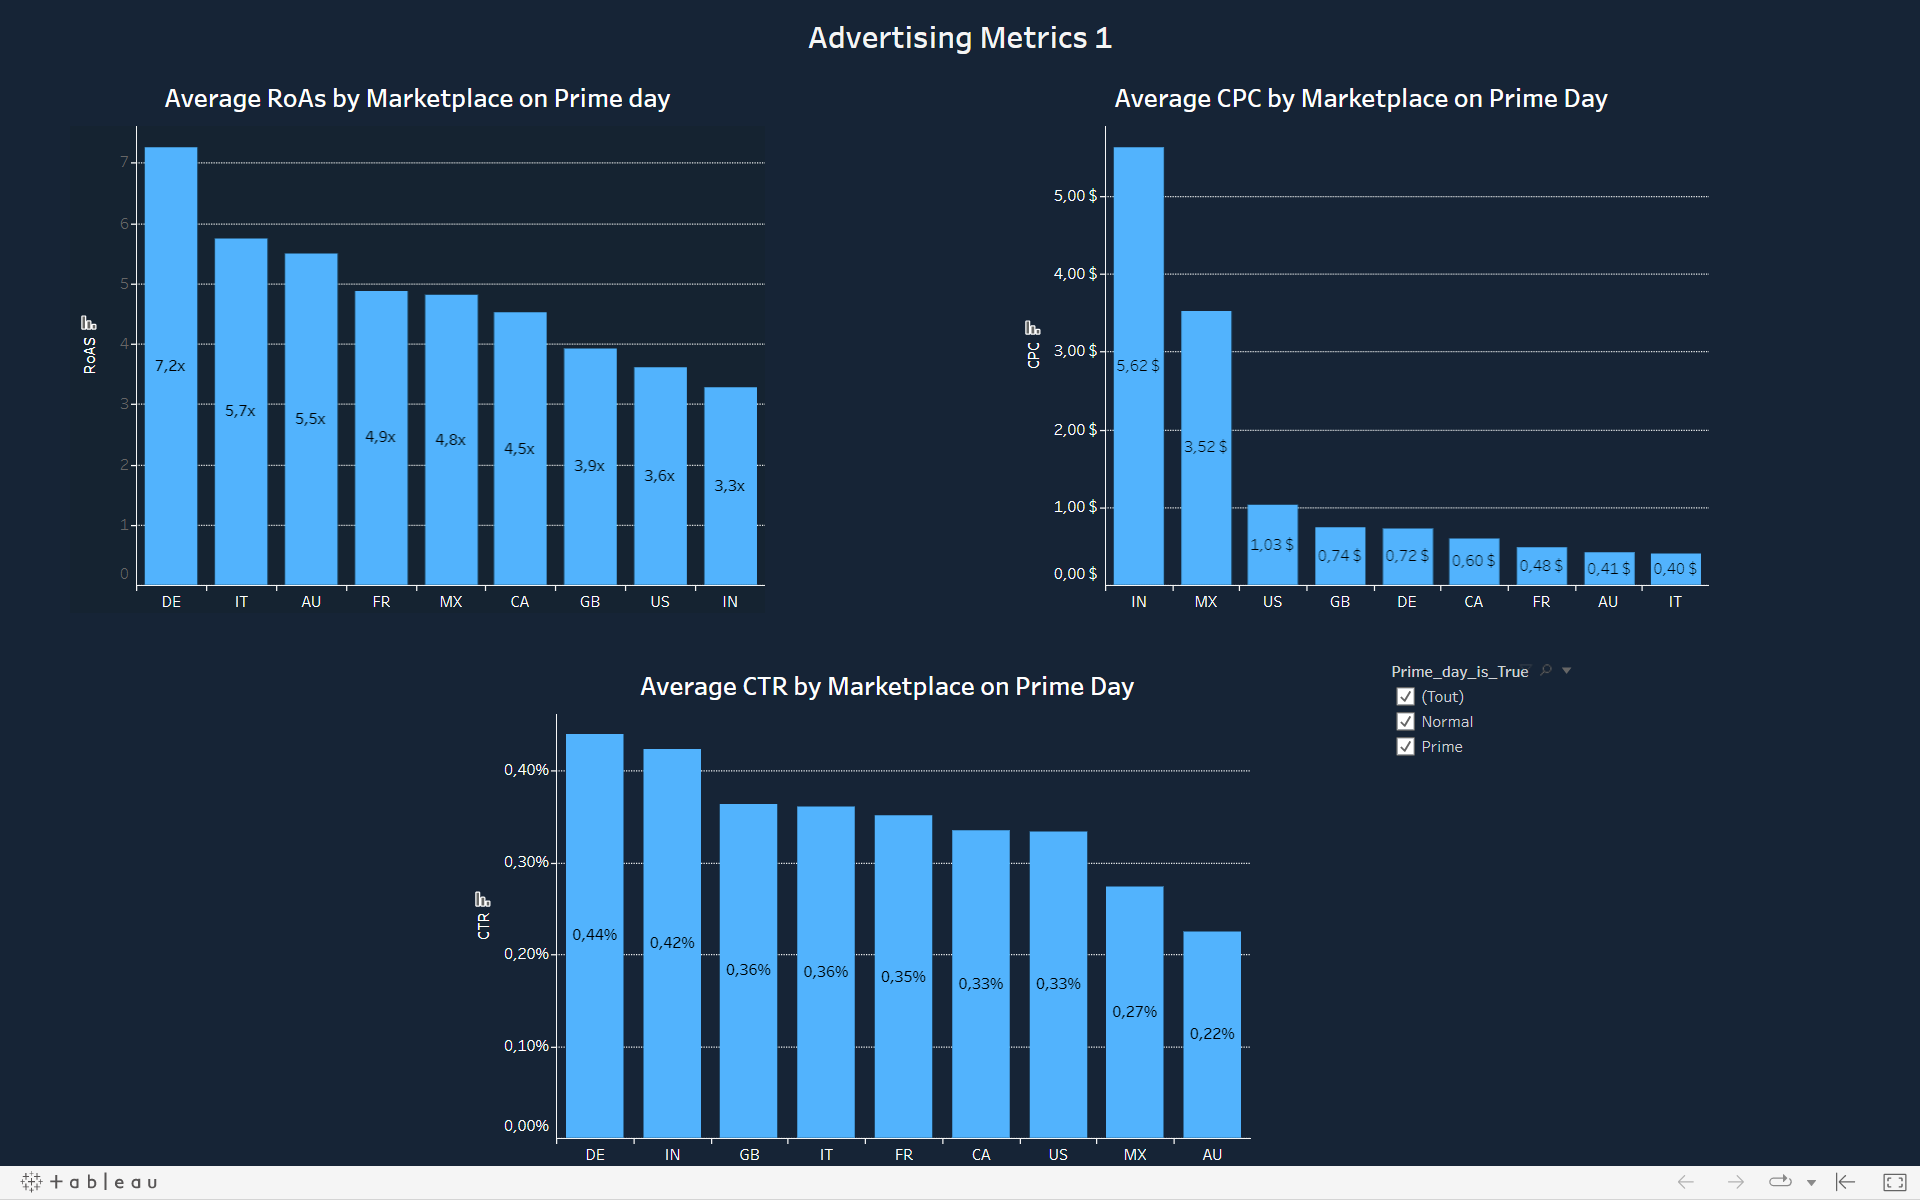 Advertising Metrics 1
Average RoAs by Marketplace on Prime day
RoAS
7
6
5
4
3
2
1
0
7,2x
5,7x
5,5x
4,9x
4,8x
4,5x
3,9x
3,6x
3,3x
DE IT AU FR MX CA GB US IN
Average CPC by Marketplace on Prime Day
CPC
5,00 $
4,00 $
3,00 $
2,00 $
1,00 $
0,00 $
5,62 $
3,52 $
1,03 $
0,74 $
0,72 $
0,60 $
0,48 $
0,41 $
0,40 $
IN MX US GB DE CA FR AU IT
Average CTR by Marketplace on Prime Day
CTR
0,40%
0,30%
0,20%
0,10%
0,00%
0,44%
0,42%
0,36%
0,36%
0,35%
0,33%
0,33%
0,27%
0,22%
DE IN GB IT FR CA US MX AU
Prime_day_is_True
(Tout)
Normal
Prime
+ a b l e a u